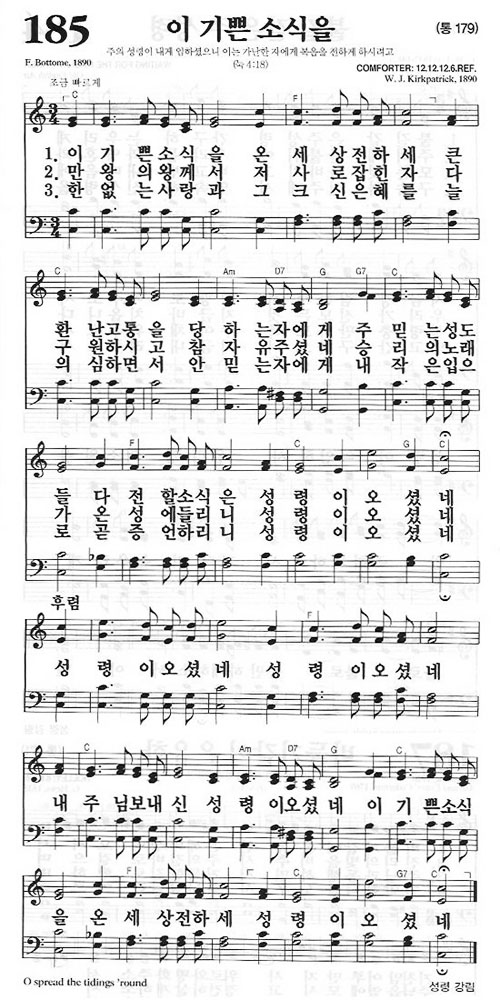 185 이 기쁜 소식을 (통 179)
주의 성령이 내게 임하셨으니 이는 가난한 자에게 복음을 전하게 하시려고
F. Bottome, 1890 (눅 4:18) COMFORTER: 12.12.12.6.REF.
W. J. Kirkpatrick, 1890
조금 빠르게
C F
1. 이 기 쁜소식 을 온 세 상전하 세 큰
2. 만 왕 의왕께 서 저 사 로잡힌 자 다
3. 한 없 는사랑 과 그 크 신은혜 를 늘
C Am D7 G G7 C
환 난고통 을 당 하 는자에 게 주 믿 는성도
구 원하시 고 참 자 유주셨 네 승 리 의노래
의 심하면 서 안 믿 는자에 게 내 작 은입으
F C G C
들 다 전 할소식 은 성 령 이 오 셨 네
가 온 성 에들리 니 성 령 이 오 셨 네
로 곧 증 언하리 니 성 령 이 오 셨 네
후렴
F
성 령 이오셨 네 성 령 이오셨 네
C Am D7 G G7 C
내 주 님보내 신 성 령 이오셨 네 이 기 쁜소식
F C G7 C
을 온 세 상전하 세 성 령 이 오 셨 네
O spread the tidings 'round 성령 강림